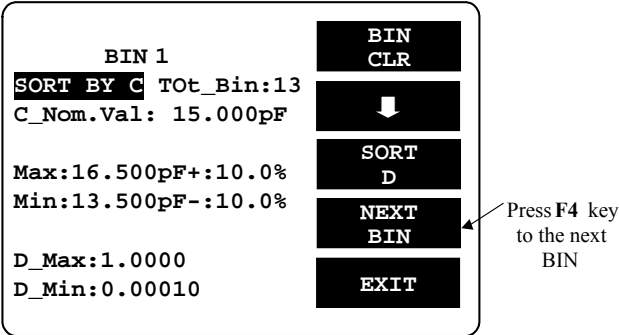 BIN 1
SORT BY C TOt_Bin:13
C_Nom.Val: 15.000pF
Max:16.500pF+:10.0%
Min:13.500pF-:10.0%
D_Max:1.0000
D_Min:0.00010
BIN
CLR
SORT
D
NEXT
BIN
EXIT
Press F4 key
to the next
BIN